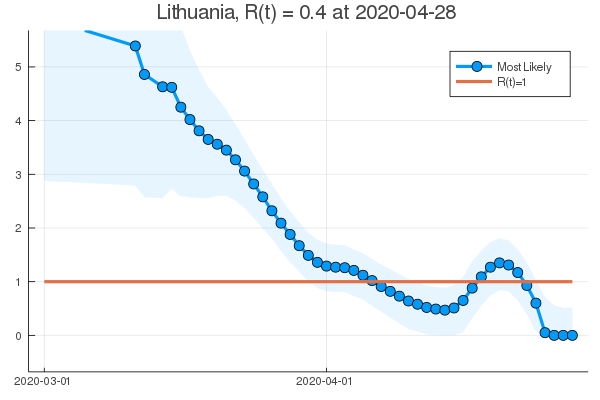 Lithuania, R(t) = 0.4 at 2020-04-28
Most Likely
R(t)=1
5
4
3
2
1
0
2020-03-01
2020-04-01